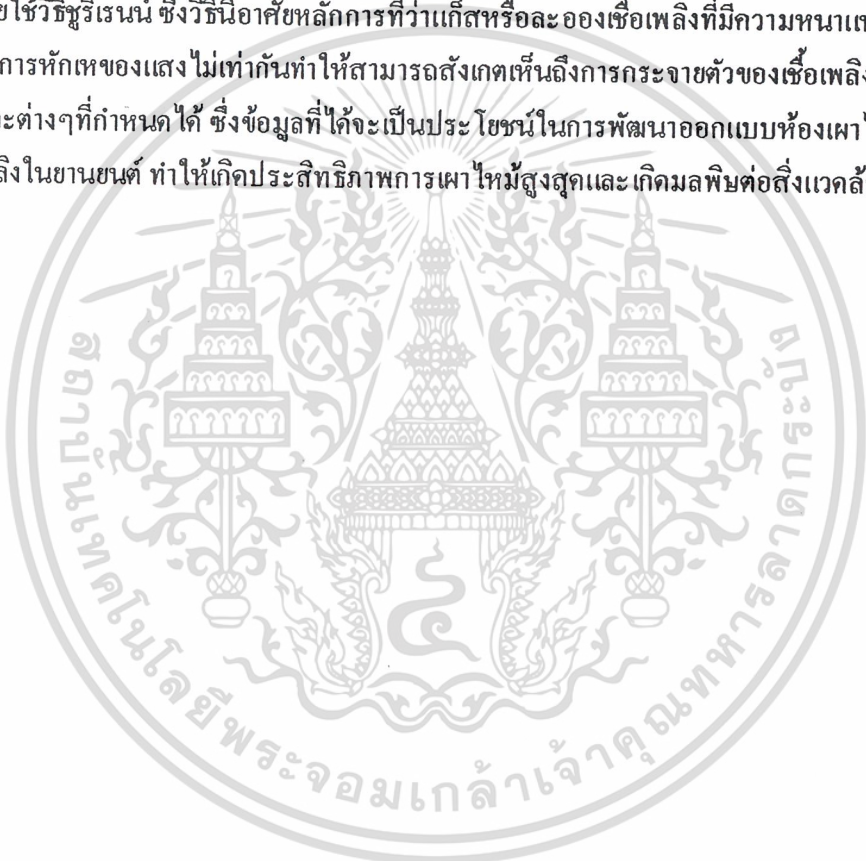 ยใช้วิธีชูรีเรนน์ ซึ่งวิธีนี้อาศัยหลักการที่ว่าแก๊สหรือละอองเชื้อเพลิงที่มีความหนาแ
การหักเหของแสงไม่เท่ากันทำให้สามารถสังเกตเห็นถึงการกระจายตัวของเชื้อเพลิง
ะต่างๆที่กำหนดได้ ซึ่งข้อมูลที่ได้จะเป็นประโยชน์ในการพัฒนาออกแบบห้องเผา
ลิงในยานยนต์ ทำให้เกิดประสิทธิภาพการเผาไหม้สูงสุดและเกิดมลพิษต่อสิ่งแวดล้
สถาบันเทคโนโลยีพระจอมเกล้าเจ้าคุณทหารลาดกระบัง